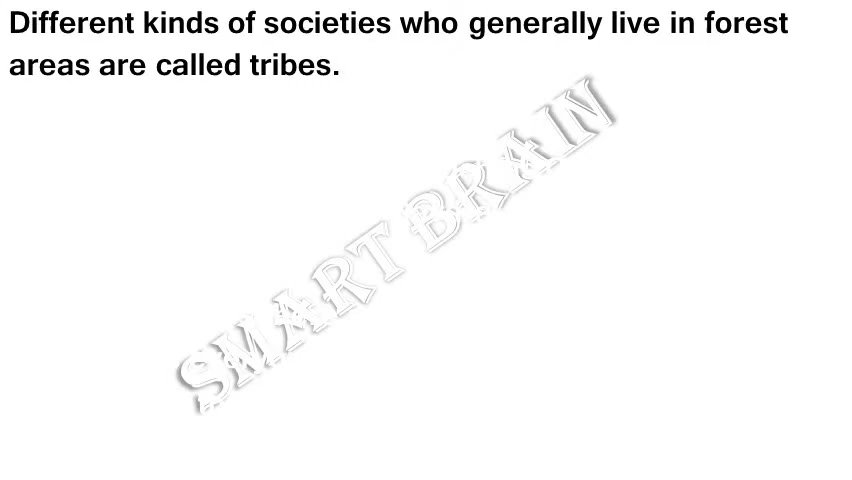 Different kinds of societies who generally live in forest
areas are called tribes.
SMART BRAIN